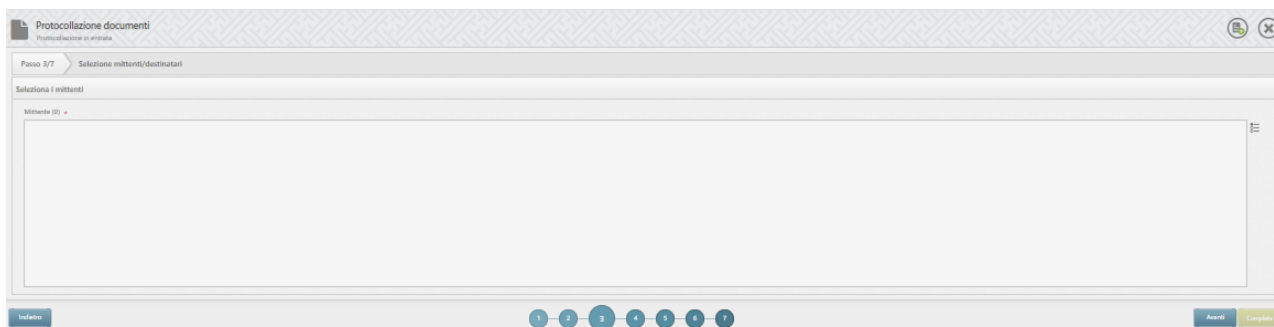 Protocollazione documenti
Protocollazione in entrata
Passo 3/7
Selezione mittenti/destinatari
Seleziona i mittenti
Mittente (0) *
Indietro
1 2 3 4 5 6 7
Avanti
Completa